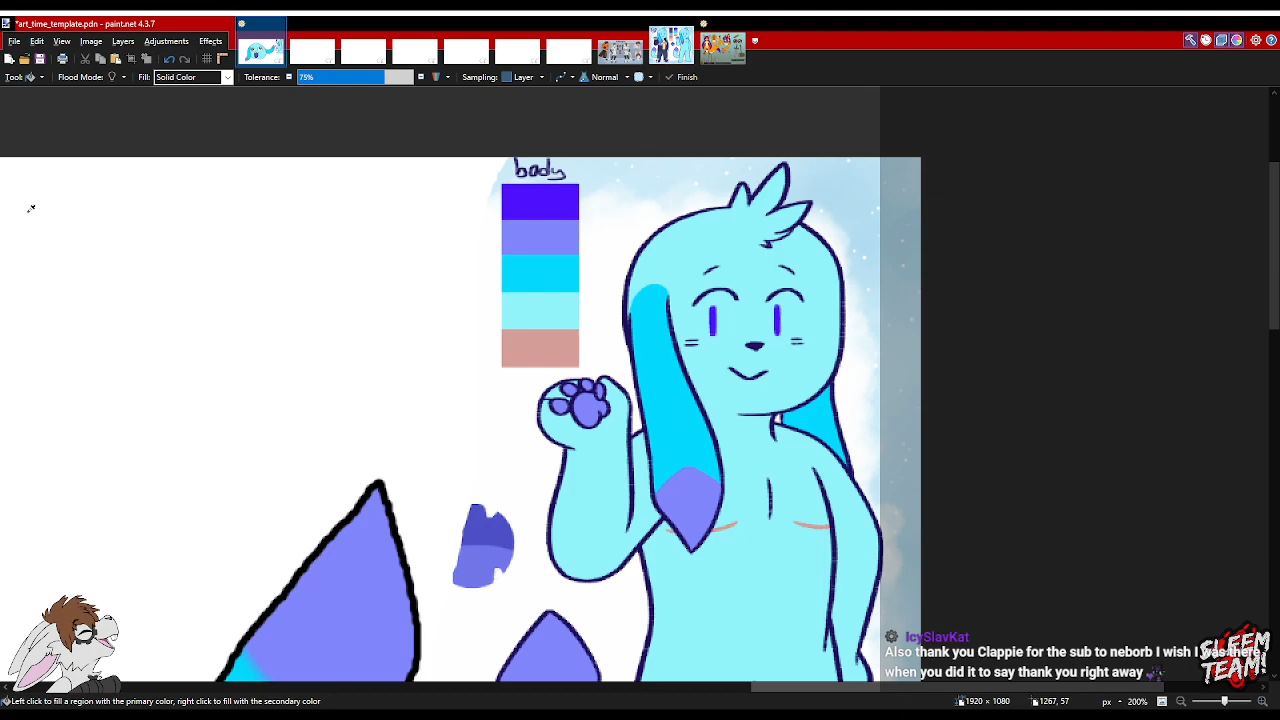 *art_time_template.pdn - paint.net 4.3.7
File Edit View Image Layers Adjustments Effects
Tool: Flood Mode: Fill: Solid Color Tolerance: 75% Sampling: Layer Normal Finish
body
IcySlavKat
Also thank you Clappie for the sub to neborb I wish I was there
when you did it to say thank you right away
SLEEM
TEAM!
Left click to fill a region with the primary color, right click to fill with the secondary color
1920 × 1080 1267, 57 px 200%